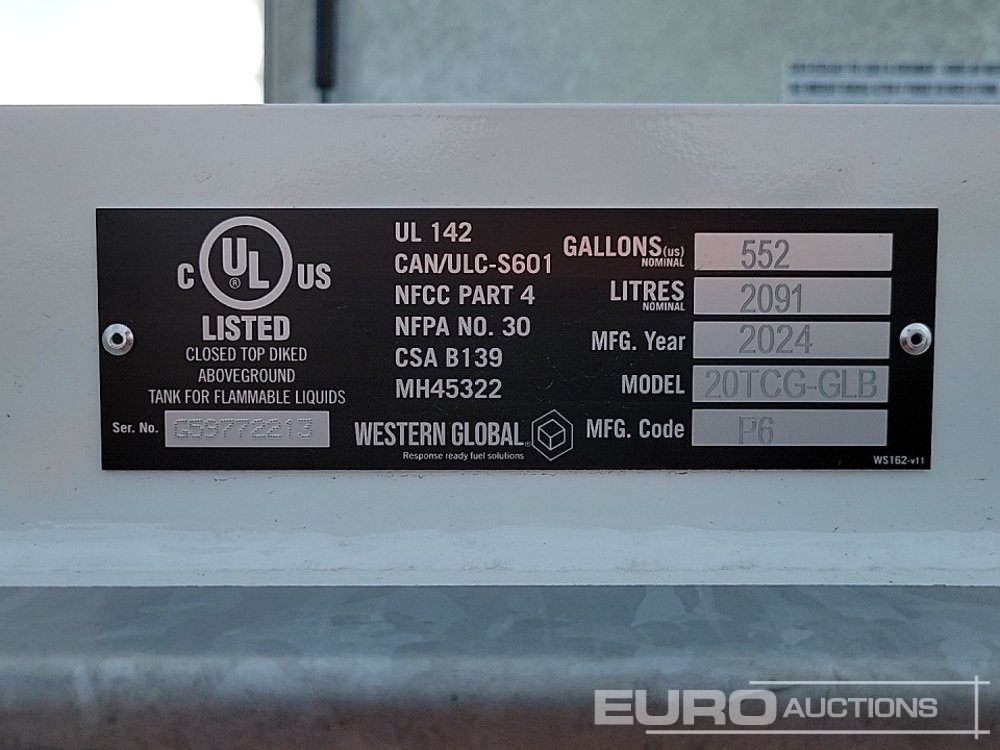 C UL ® US
LISTED
CLOSED TOP DIKED
ABOVEGROUND
TANK FOR FLAMMABLE LIQUIDS
Ser. No. G59772213
UL 142
CAN/ULC-S601
NFCC PART 4
NFPA NO. 30
CSA B139
MH45322
WESTERN GLOBAL®
Response ready fuel solutions
GALLONS(us) 552
NOMINAL
LITRES 2091
NOMINAL
MFG. Year 2024
MODEL 20TCG-GLB
MFG. Code P6
WS162-v11
EURO AUCTIONS